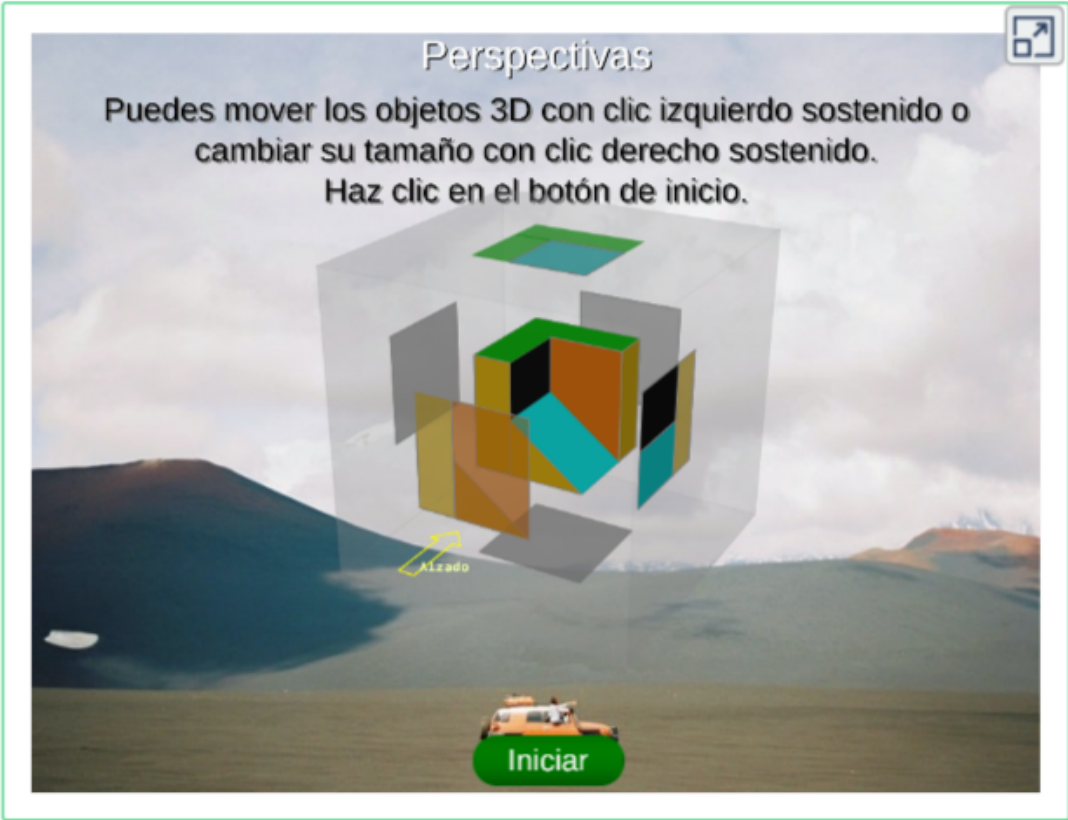 Perspectivas
Puedes mover los objetos 3D con clic izquierdo sostenido o
cambiar su tamaño con clic derecho sostenido.
Haz clic en el botón de inicio.
Alzado
Iniciar